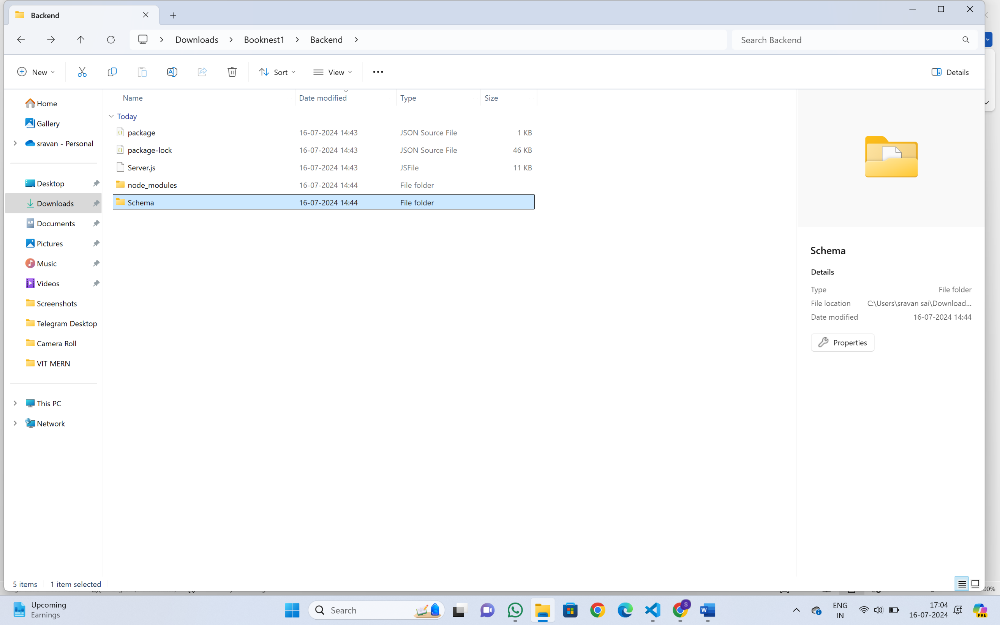 Backend
Downloads Booknest1 Backend
Search Backend
New
Sort
View
Details
Name Date modified Type Size
Home
Gallery
sravan - Personal
Desktop
Downloads
Documents
Pictures
Music
Videos
Screenshots
Telegram Desktop
Camera Roll
VIT MERN
This PC
Network
Today
package 16-07-2024 14:43 JSON Source File 1 KB
package-lock 16-07-2024 14:43 JSON Source File 46 KB
Server.js 16-07-2024 14:43 JSFile 11 KB
node_modules 16-07-2024 14:44 File folder
Schema 16-07-2024 14:44 File folder
Schema
Details
Type File folder
File location C:\Users\sravan sai\Download...
Date modified 16-07-2024 14:44
Properties
5 items 1 item selected
Upcoming
Earnings
Search
S
W
PRE
ENG
IN
17:04
16-07-2024